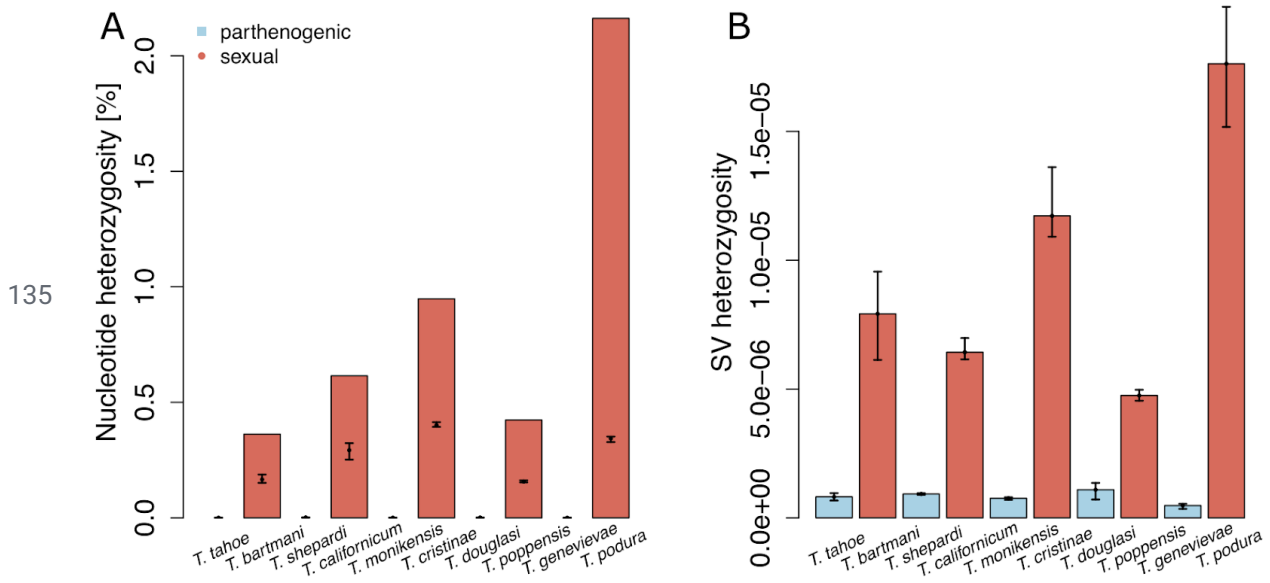 135
A
parthenogenic
sexual
Nucleotide heterozygosity [%]
2.0
1.5
1.0
0.5
0.0
T. tahoe
T. bartmani
T. shepardi
T. californicum
T. monikensis
T. cristinae
T. douglasi
T. poppensis
T. genevievae
T. podura
B
SV heterozygosity
1.5e−05
1.0e−05
5.0e−06
0.0e+00
T. tahoe
T. bartmani
T. shepardi
T. californicum
T. monikensis
T. cristinae
T. douglasi
T. poppensis
T. genevievae
T. podura